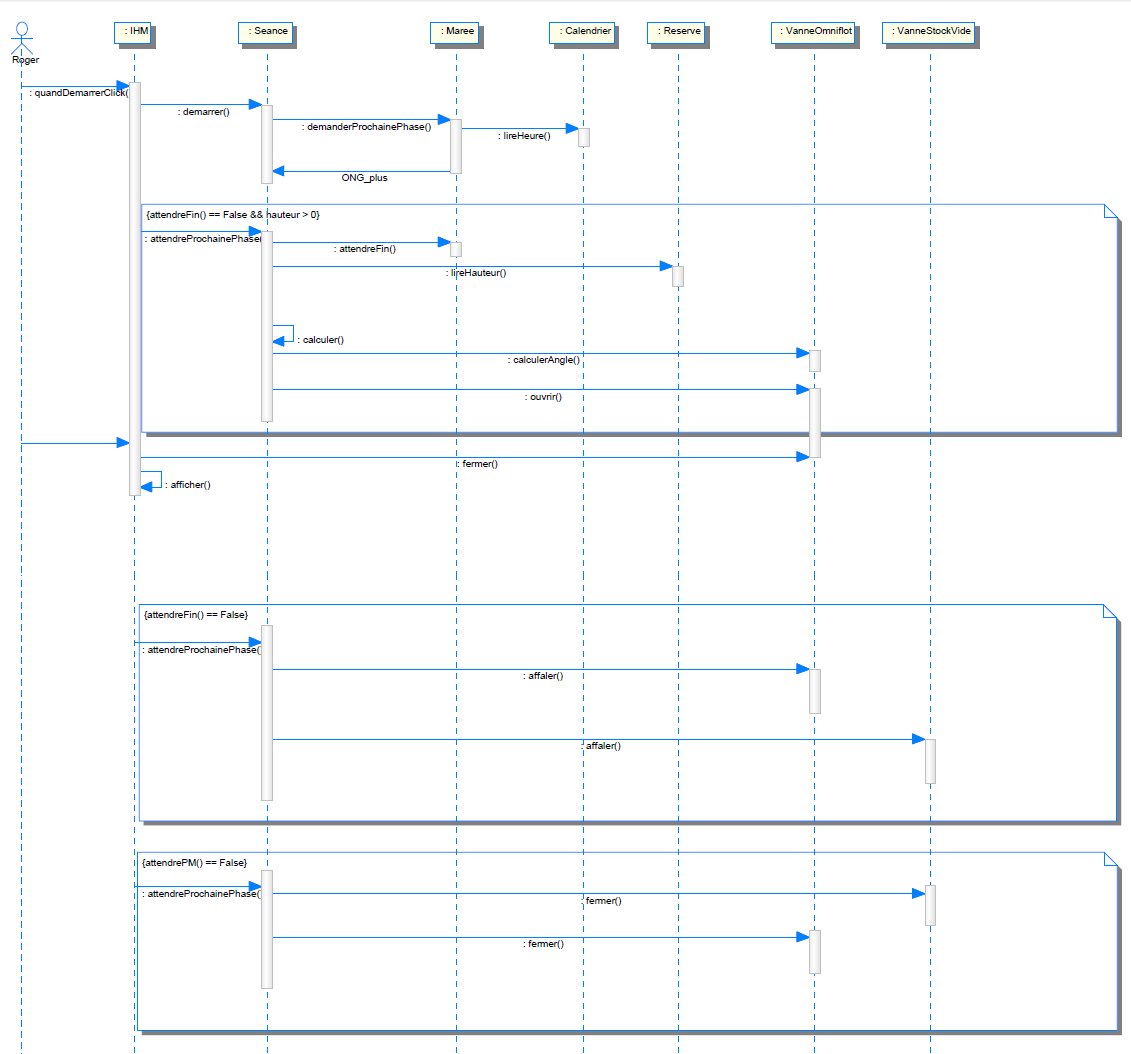 : IHM
: Seance
: Maree
: Calendrier
: Reserve
: VanneOmniflot
: VanneStockVide
Roger
: quandDemarrerClick(
: demarrer()
: demanderProchainePhase()
: lireHeure()
ONG_plus
{attendreFin() == False && hauteur > 0}
: attendreProchainePhase(
: attendreFin()
: lireHauteur()
: calculer()
: calculerAngle()
: ouvrir()
: fermer()
: afficher()
{attendreFin() == False}
: attendreProchainePhase(
: affaler()
: affaler()
{attendrePM() == False}
: attendreProchainePhase(
: fermer()
: fermer()